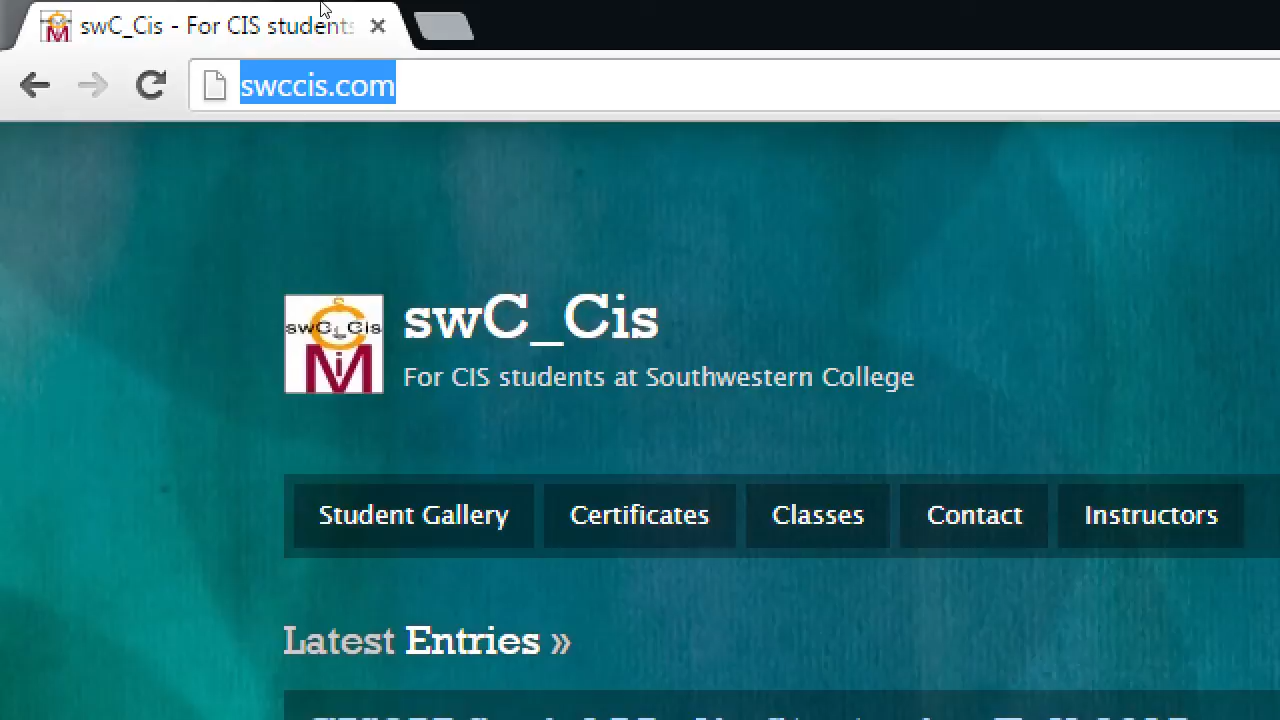 swC_Cis - For CIS students
swccis.com
swC_Cis
swC_Cis
For CIS students at Southwestern College
Student Gallery
Certificates
Classes
Contact
Instructors
Latest Entries »